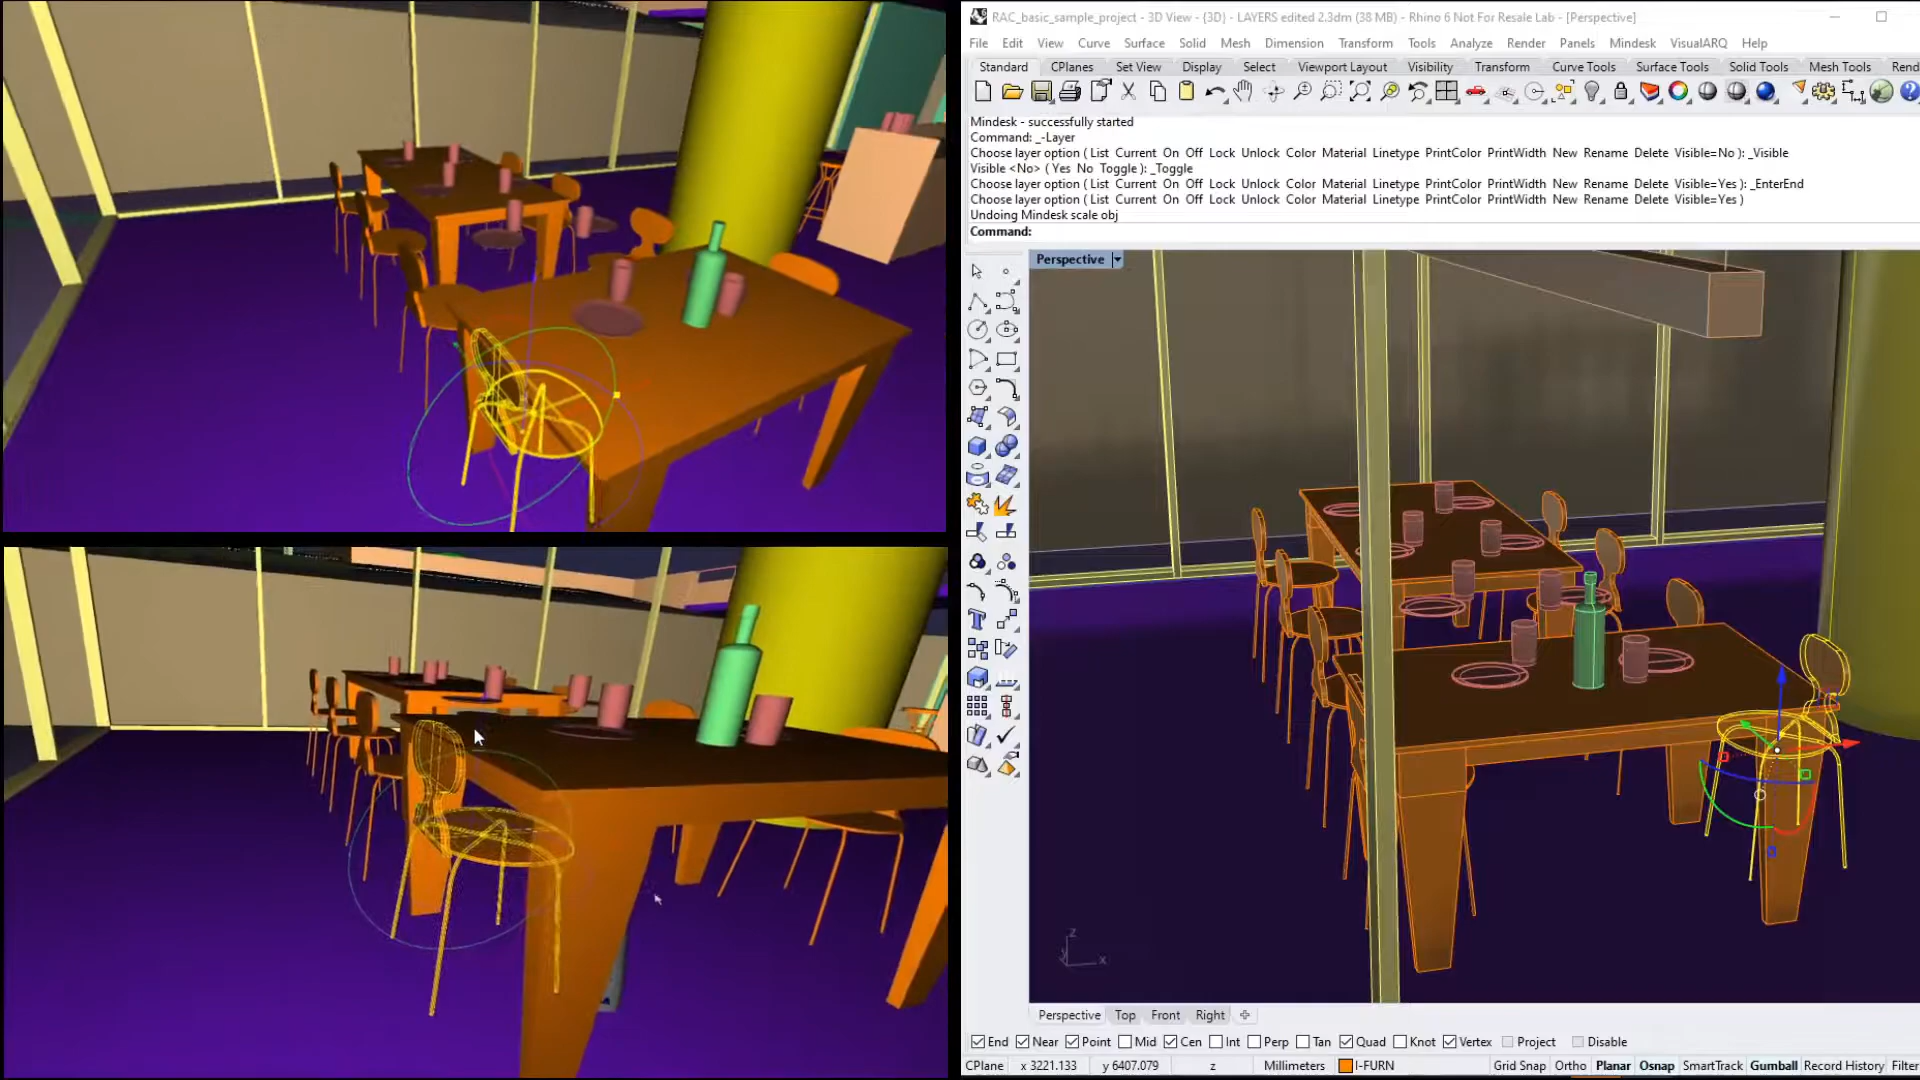 RAC_basic_sample_project - 3D View - {3D} - LAYERS edited 2.3dm (38 MB) - Rhino 6 Not For Resale Lab - [Perspective]
File Edit View Curve Surface Solid Mesh Dimension Transform Tools Analyze Render Panels Mindesk VisualARQ Help
Standard CPlanes Set View Display Select Viewport Layout Visibility Transform Curve Tools Surface Tools Solid Tools Mesh Tools Rend
Mindesk - successfully started
Command: _-Layer
Choose layer option ( List Current On Off Lock Unlock Color Material Linetype PrintColor PrintWidth New Rename Delete Visible=No ): _Visible
Visible <No> ( Yes No Toggle ): _Toggle
Choose layer option ( List Current On Off Lock Unlock Color Material Linetype PrintColor PrintWidth New Rename Delete Visible=Yes ): _EnterEnd
Choose layer option ( List Current On Off Lock Unlock Color Material Linetype PrintColor PrintWidth New Rename Delete Visible=Yes )
Undoing Mindesk scale obj
Command:
Perspective
z
x
Perspective Top Front Right
End Near Point Mid Cen Int Perp Tan Quad Knot Vertex Project Disable
CPlane x 3221.133 y 6407.079 z Millimeters I-FURN Grid Snap Ortho Planar Osnap SmartTrack Gumball Record History Filter